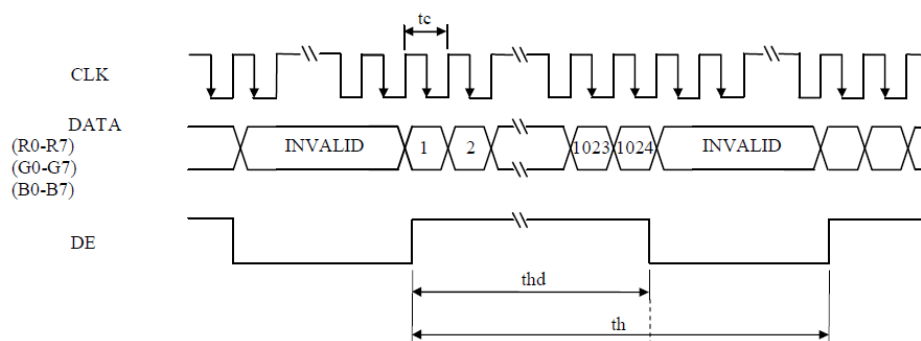 tc
CLK
DATA
(R0-R7)
(G0-G7)
(B0-B7)
INVALID
1
2
1023
1024
INVALID
DE
thd
th